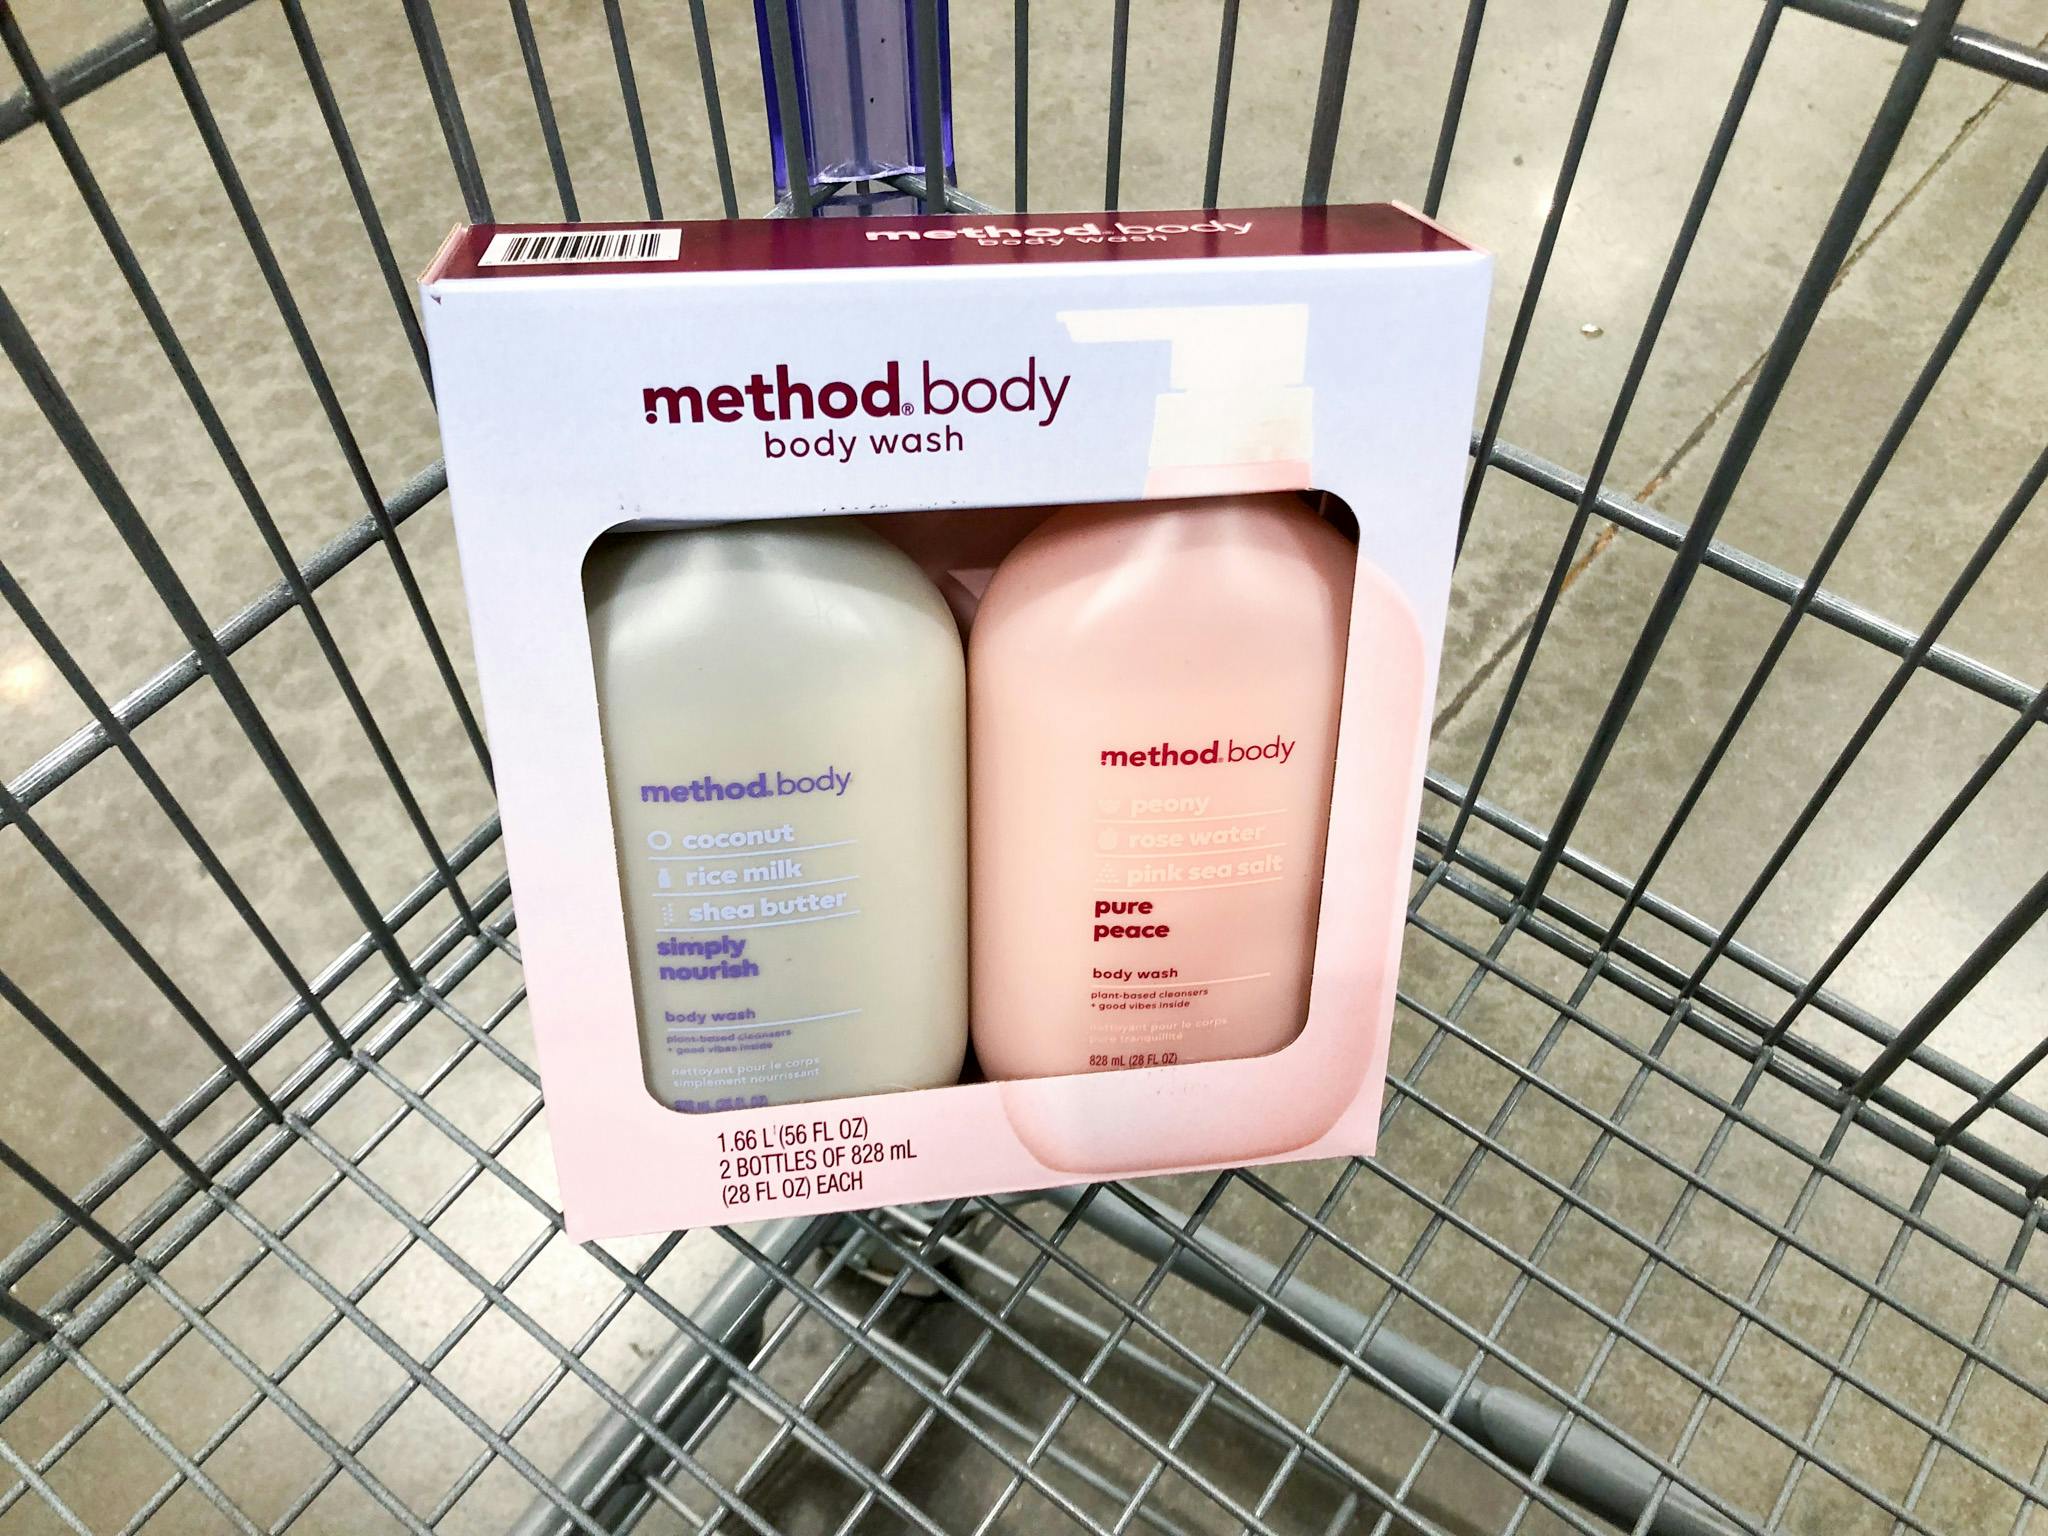 method® body
body wash
method® body
body wash
method. body
coconut
rice milk
shea butter
simply
nourish
body wash
plant-based cleansers
+ good vibes inside
nettoyant pour le corps
simplement nourrissant
method. body
peony
rose water
pink sea salt
pure
peace
body wash
plant-based cleansers
+ good vibes inside
nettoyant pour le corps
pure tranquillité
828 mL (28 FL OZ)
1.66 L (56 FL OZ)
2 BOTTLES OF 828 mL
(28 FL OZ) EACH